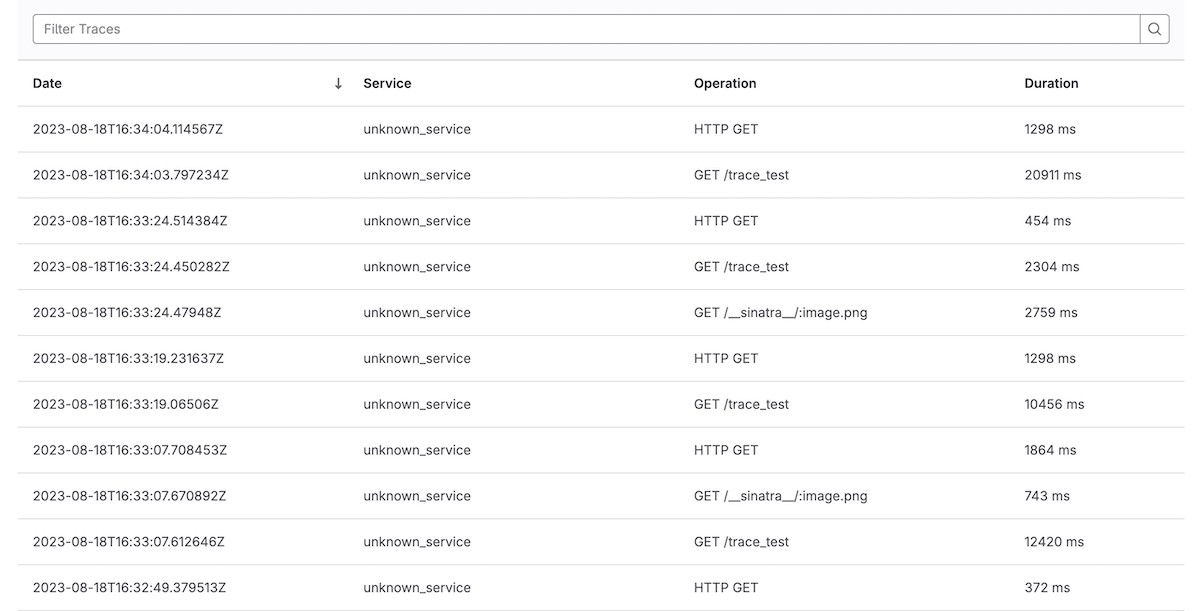 Filter Traces
Date ↓ Service Operation Duration
2023-08-18T16:34:04.114567Z unknown_service HTTP GET 1298 ms
2023-08-18T16:34:03.797234Z unknown_service GET /trace_test 20911 ms
2023-08-18T16:33:24.514384Z unknown_service HTTP GET 454 ms
2023-08-18T16:33:24.450282Z unknown_service GET /trace_test 2304 ms
2023-08-18T16:33:24.47948Z unknown_service GET /__sinatra__/:image.png 2759 ms
2023-08-18T16:33:19.231637Z unknown_service HTTP GET 1298 ms
2023-08-18T16:33:19.06506Z unknown_service GET /trace_test 10456 ms
2023-08-18T16:33:07.708453Z unknown_service HTTP GET 1864 ms
2023-08-18T16:33:07.670892Z unknown_service GET /__sinatra__/:image.png 743 ms
2023-08-18T16:33:07.612646Z unknown_service GET /trace_test 12420 ms
2023-08-18T16:32:49.379513Z unknown_service HTTP GET 372 ms